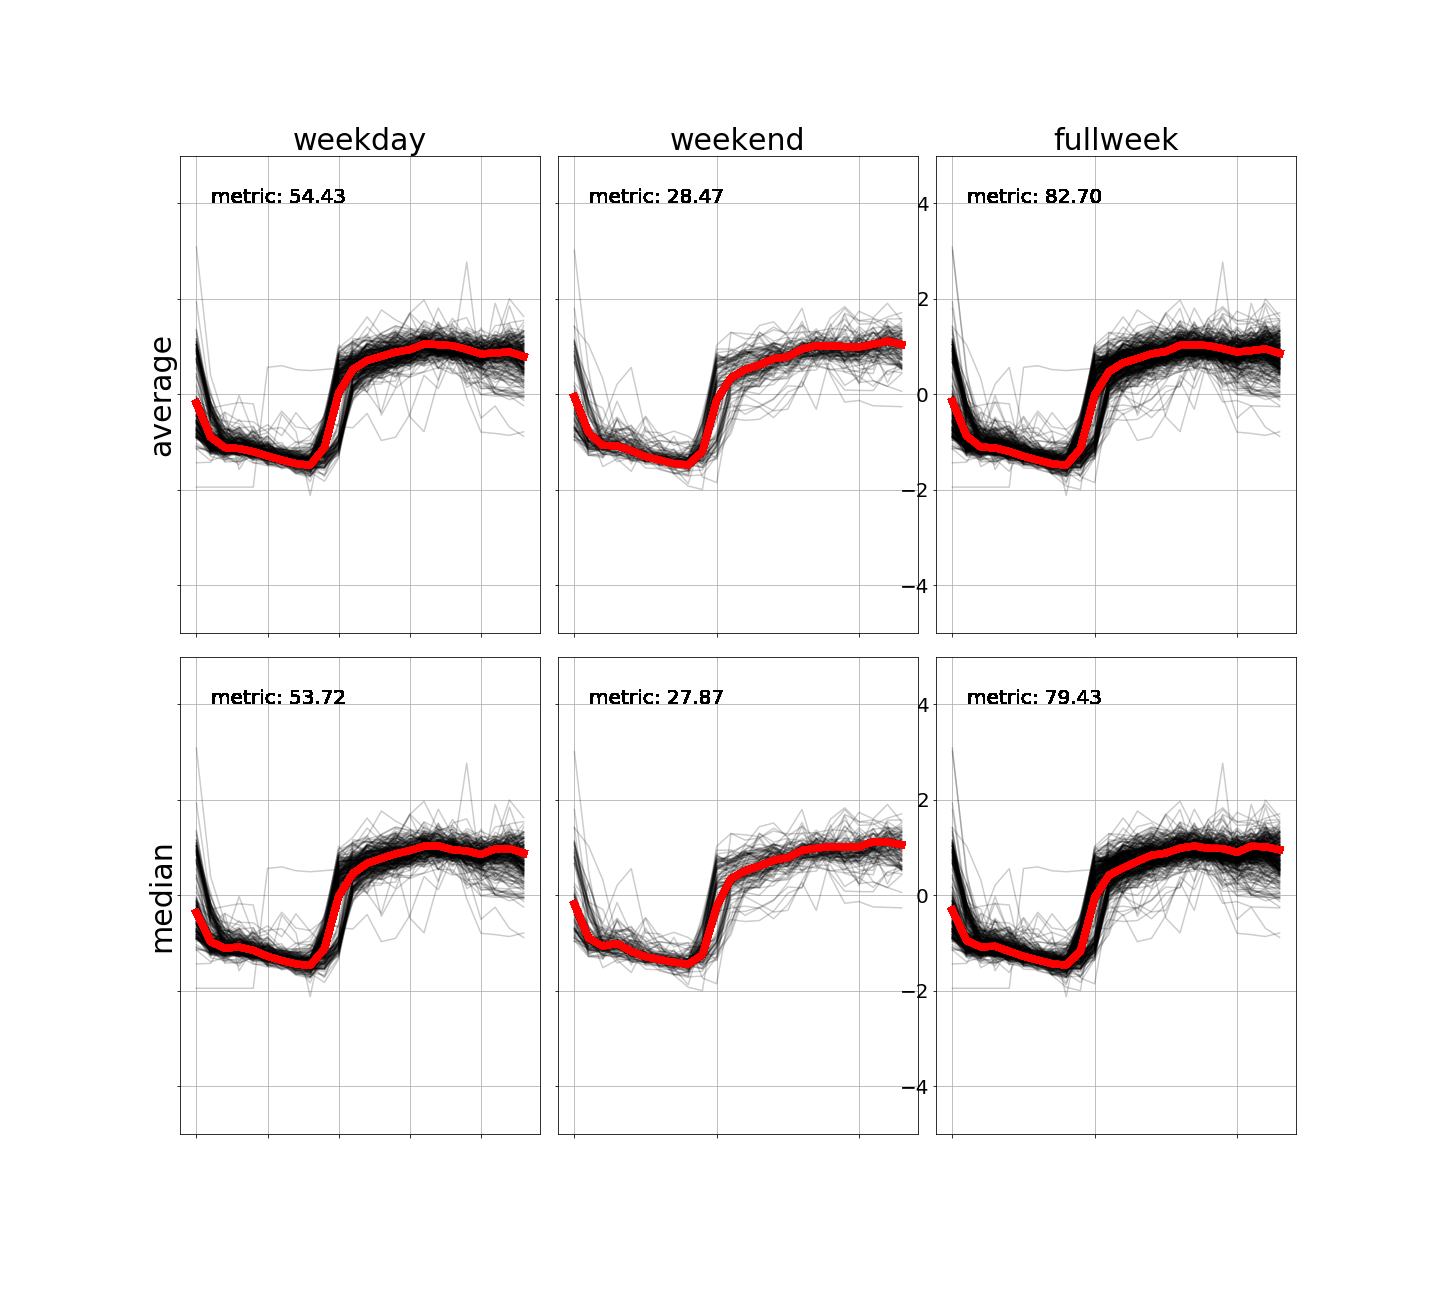 weekday weekend fullweek
average
metric: 54.43
metric: 28.47
metric: 82.70
4
2
0
−2
−4
median
metric: 53.72
metric: 27.87
metric: 79.43
4
2
0
−2
−4